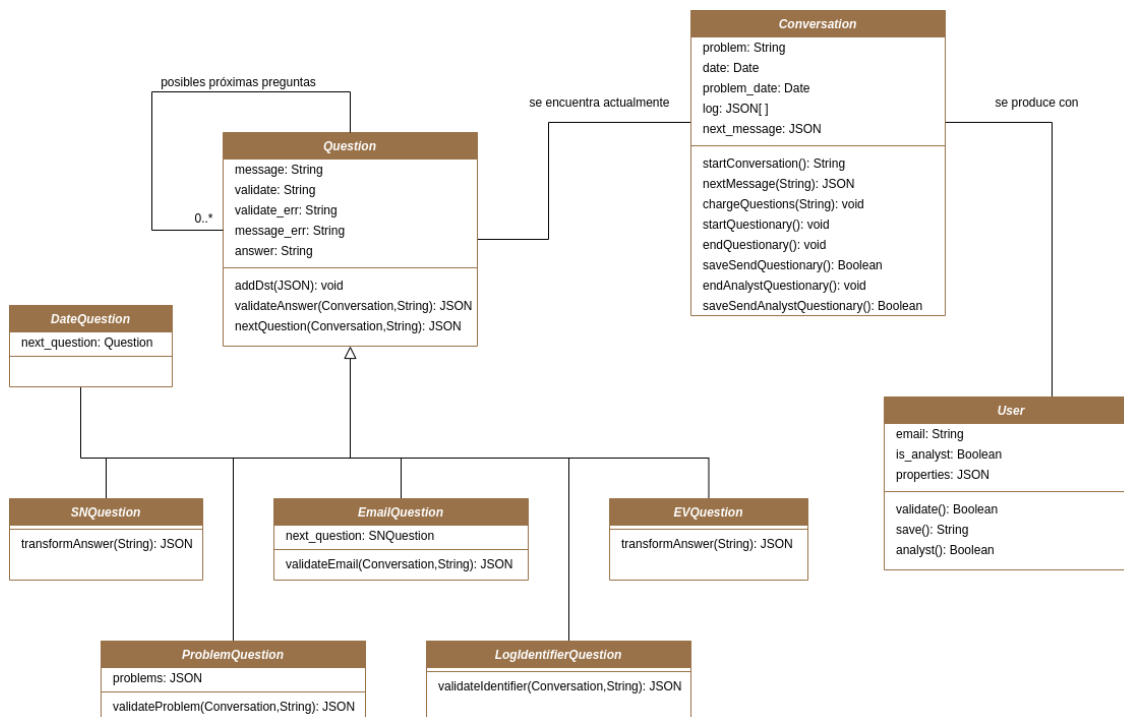 Conversation
problem: String
date: Date
problem_date: Date
log: JSON[ ]
next_message: JSON
startConversation(): String
nextMessage(String): JSON
chargeQuestions(String): void
startQuestionary(): void
endQuestionary(): void
saveSendQuestionary(): Boolean
endAnalystQuestionary(): void
saveSendAnalystQuestionary(): Boolean
posibles próximas preguntas
se encuentra actualmente
se produce con
Question
message: String
validate: String
validate_err: String
message_err: String
answer: String
addDst(JSON): void
validateAnswer(Conversation,String): JSON
nextQuestion(Conversation,String): JSON
0..*
DateQuestion
next_question: Question
User
email: String
is_analyst: Boolean
properties: JSON
validate(): Boolean
save(): String
analyst(): Boolean
SNQuestion
transformAnswer(String): JSON
EmailQuestion
next_question: SNQuestion
validateEmail(Conversation,String): JSON
EVQuestion
transformAnswer(String): JSON
ProblemQuestion
problems: JSON
validateProblem(Conversation,String): JSON
LogIdentifierQuestion
validateIdentifier(Conversation,String): JSON